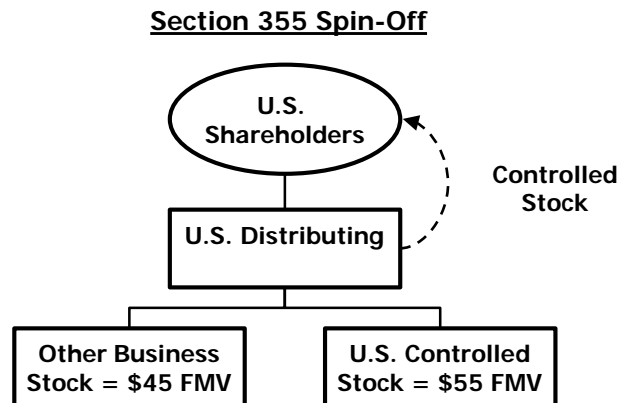 Section 355 Spin-Off
U.S.
Shareholders
Controlled
Stock
U.S. Distributing
Other Business
Stock = $45 FMV
U.S. Controlled
Stock = $55 FMV